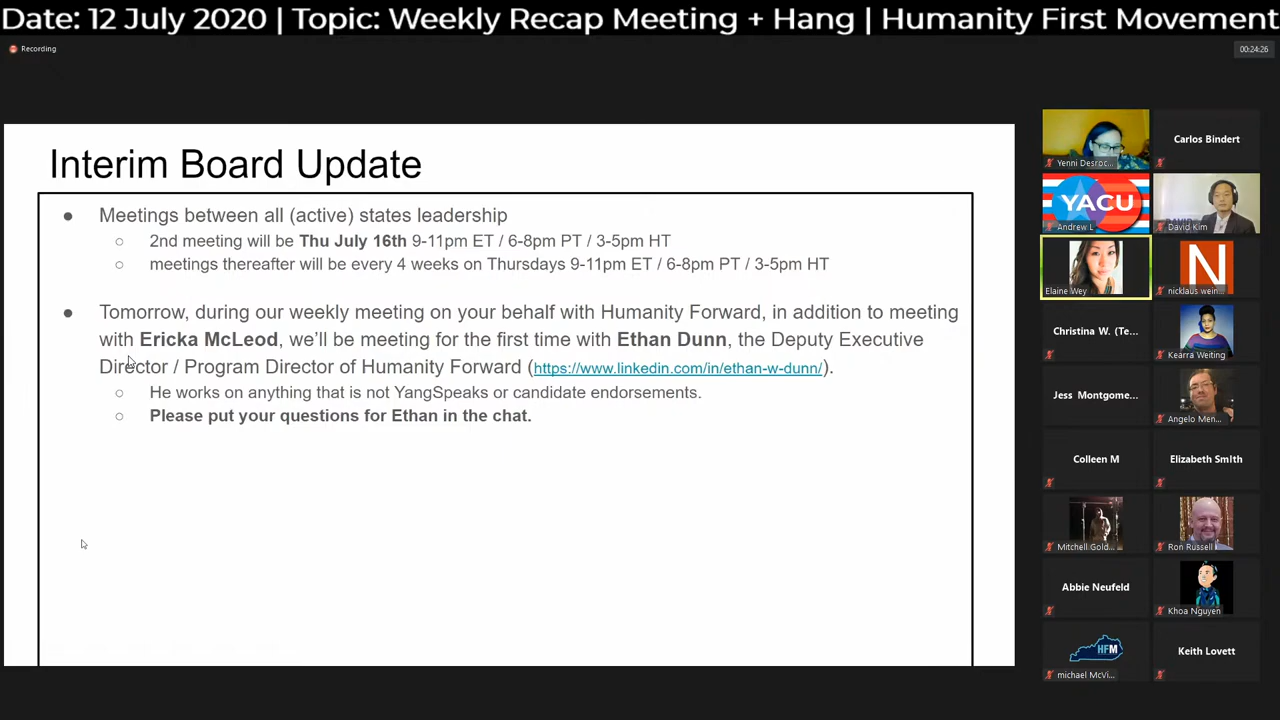 Date: 12 July 2020 | Topic: Weekly Recap Meeting + Hang | Humanity First Movement
Recording
00:24:26
Interim Board Update
● Meetings between all (active) states leadership
○ 2nd meeting will be Thu July 16th 9-11pm ET / 6-8pm PT / 3-5pm HT
○ meetings thereafter will be every 4 weeks on Thursdays 9-11pm ET / 6-8pm PT / 3-5pm HT
● Tomorrow, during our weekly meeting on your behalf with Humanity Forward, in addition to meeting
with Ericka McLeod, we'll be meeting for the first time with Ethan Dunn, the Deputy Executive
Director / Program Director of Humanity Forward (https://www.linkedin.com/in/ethan-w-dunn/).
○ He works on anything that is not YangSpeaks or candidate endorsements.
○ Please put your questions for Ethan in the chat.
Yenni Desroc...
Carlos Bindert
YACU
Andrew L
David Kim
Elaine Wey
N
nicklaus wein...
Christina W. (Te...
Kearra Weiting
Jess Montgome...
Angelo Men...
Colleen M
Elizabeth Smith
Mitchell Gold...
Ron Russell
Abbie Neufeld
Khoa Nguyen
HFM
michael McVi...
Keith Lovett